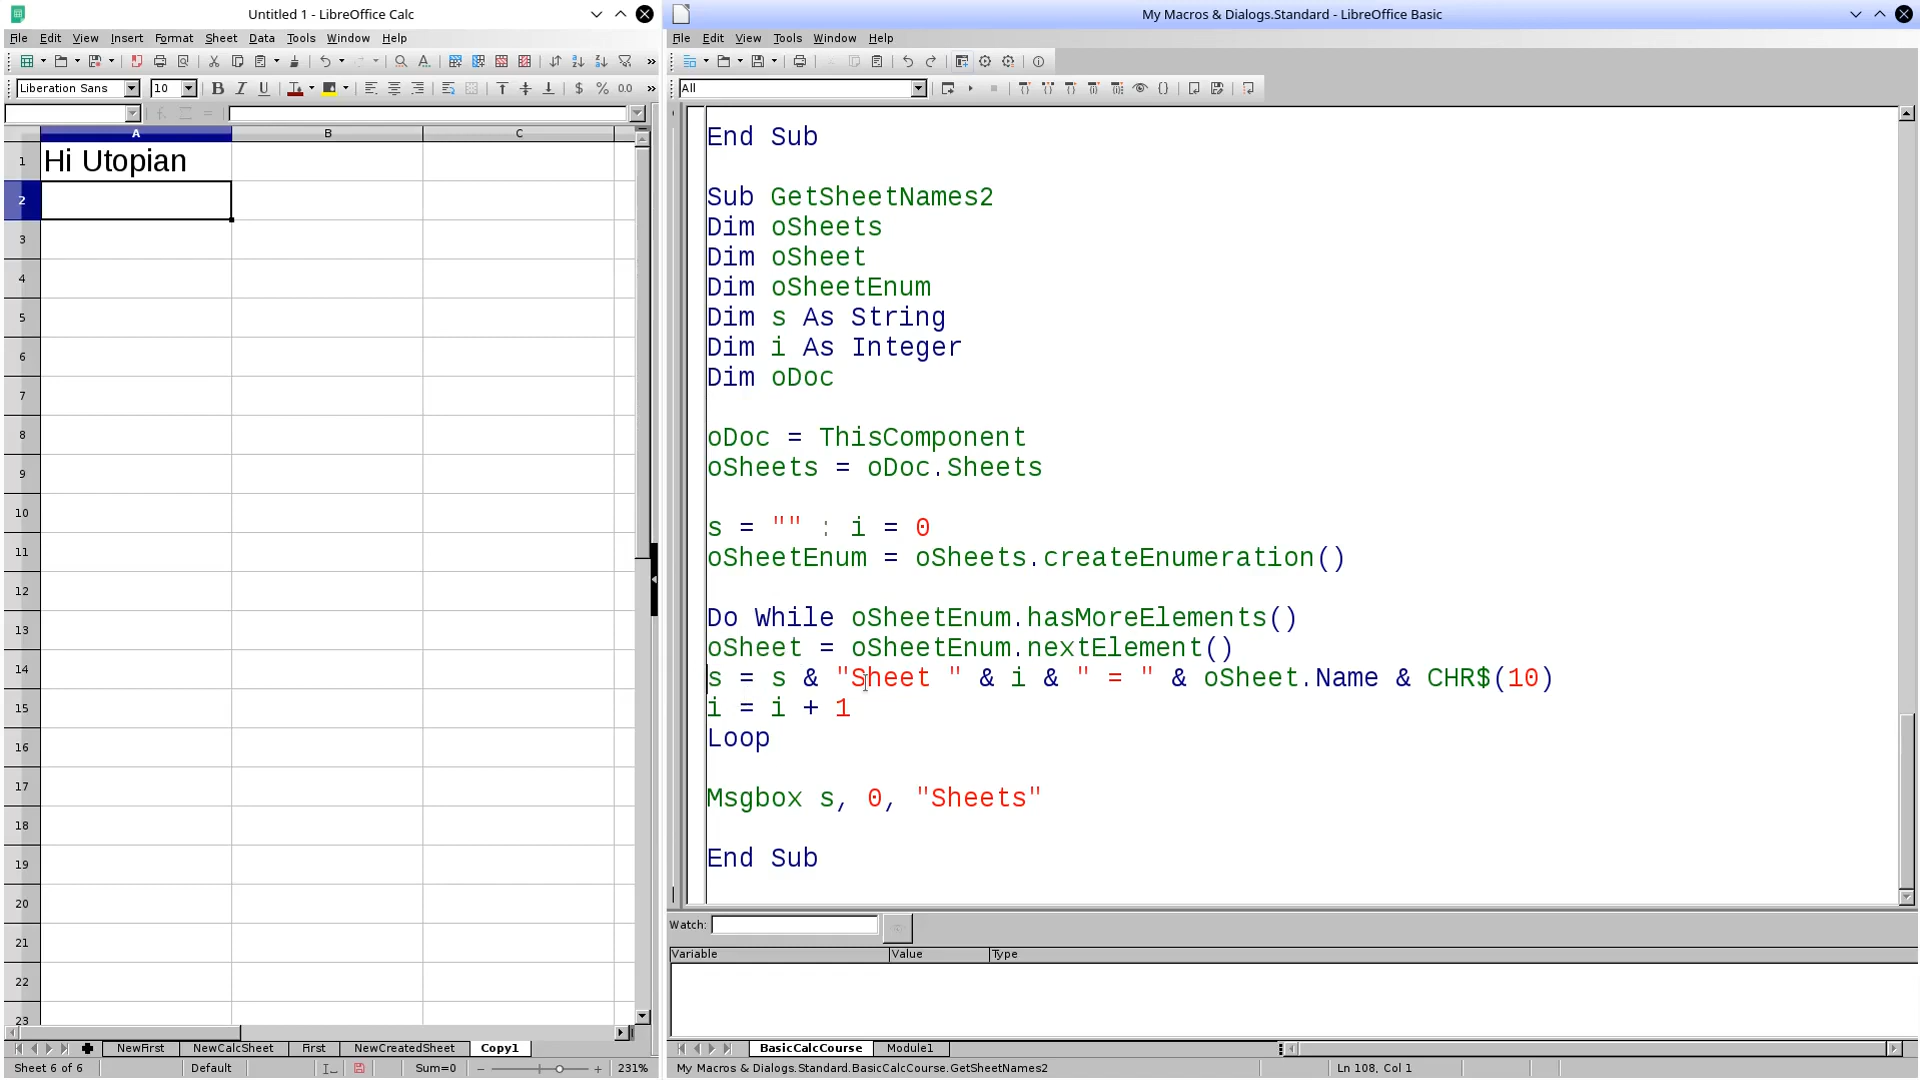 Untitled 1 - LibreOffice Calc
File Edit View Insert Format Sheet Data Tools Window Help
Liberation Sans 10
A B C
1 Hi Utopian
2
3
4
5
6
7
8
9
10
11
12
13
14
15
16
17
18
19
20
21
22
23
NewFirst NewCalcSheet First NewCreatedSheet Copy1
Sheet 6 of 6 Default Sum=0 231%
My Macros & Dialogs.Standard - LibreOffice Basic
File Edit View Tools Window Help
All
End Sub
Sub GetSheetNames2
Dim oSheets
Dim oSheet
Dim oSheetEnum
Dim s As String
Dim i As Integer
Dim oDoc
oDoc = ThisComponent
oSheets = oDoc.Sheets
s = "" : i = 0
oSheetEnum = oSheets.createEnumeration()
Do While oSheetEnum.hasMoreElements()
oSheet = oSheetEnum.nextElement()
s = s & "Sheet " & i & " = " & oSheet.Name & CHR$(10)
i = i + 1
Loop
Msgbox s, 0, "Sheets"
End Sub
Watch:
Variable Value Type
BasicCalcCourse Module1
My Macros & Dialogs.Standard.BasicCalcCourse.GetSheetNames2 Ln 108, Col 1